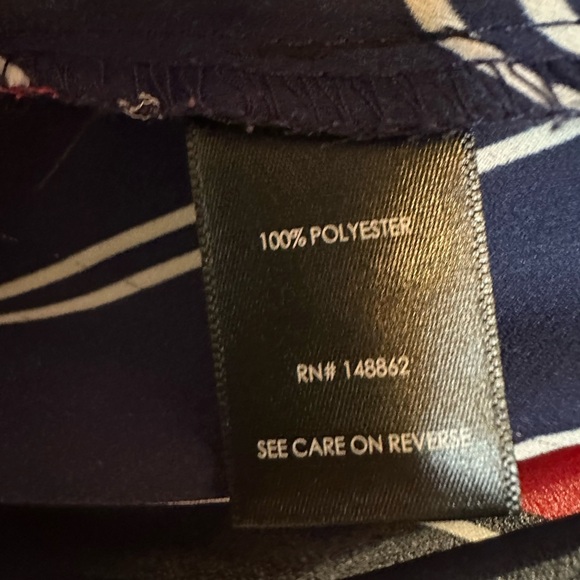 100% POLYESTER
RN# 148862
SEE CARE ON REVERSE